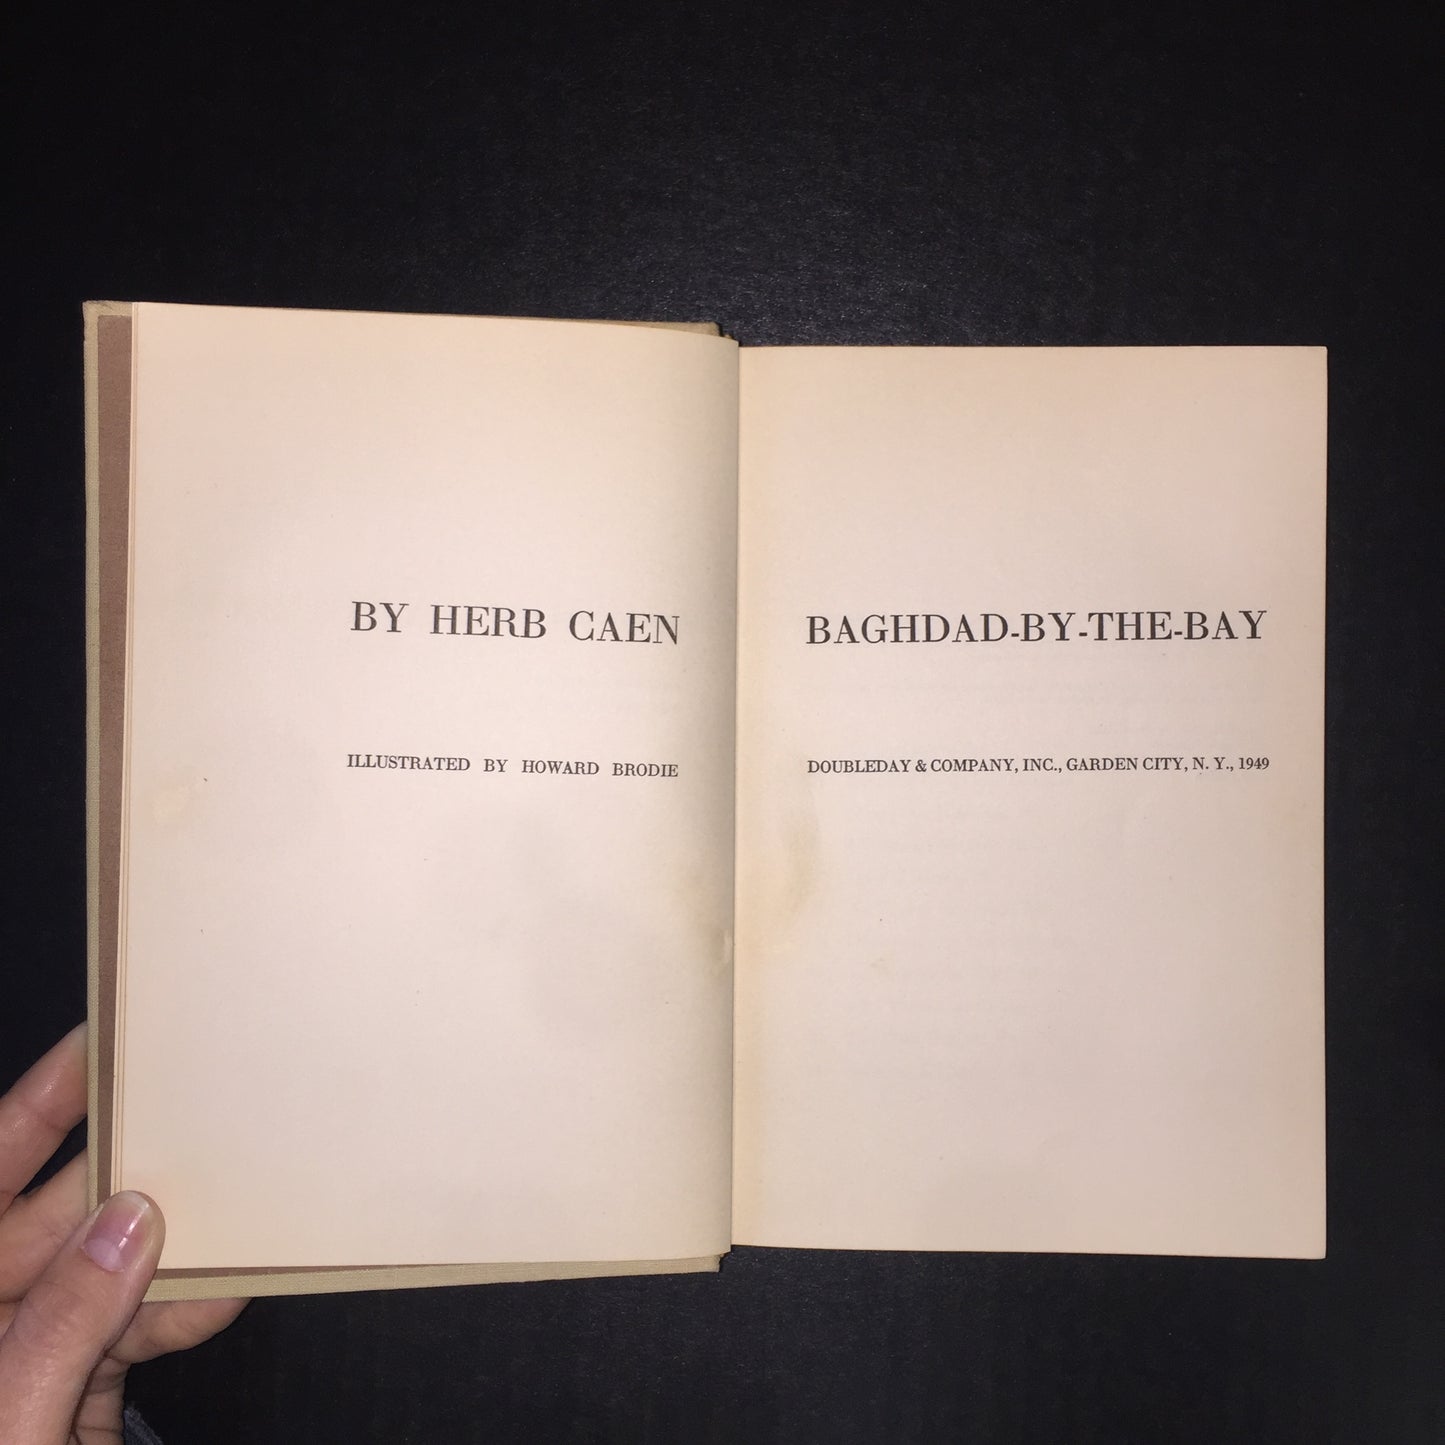 BY HERB CAEN
ILLUSTRATED BY HOWARD BRODIE
BAGHDAD-BY-THE-BAY
DOUBLEDAY & COMPANY, INC., GARDEN CITY, N. Y., 1949